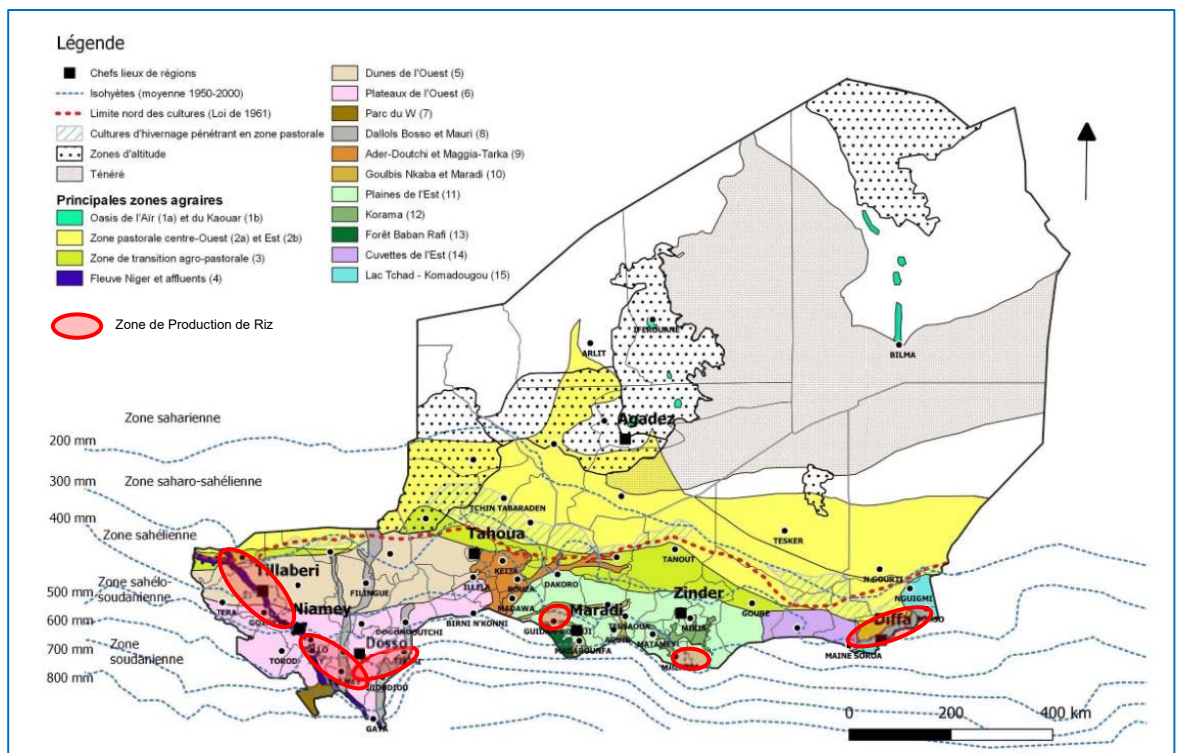 Légende
Chefs lieux de régions
Isohyètes (moyenne 1950-2000)
Limite nord des cultures (Loi de 1961)
Cultures d'hivernage pénétrant en zone pastorale
Zones d'altitude
Ténéré
Principales zones agraires
Oasis de l'Aïr (1a) et du Kaouar (1b)
Zone pastorale centre-Ouest (2a) et Est (2b)
Zone de transition agro-pastorale (3)
Fleuve Niger et affluents (4)
Dunes de l'Ouest (5)
Plateaux de l'Ouest (6)
Parc du W (7)
Dallols Bosso et Mauri (8)
Ader-Doutchi et Maggia-Tarka (9)
Goulbis Nkaba et Maradi (10)
Plaines de l'Est (11)
Korama (12)
Forêt Baban Rafi (13)
Cuvettes de l'Est (14)
Lac Tchad - Komadougou (15)
Zone de Production de Riz
IFEROUANE
ARLIT
BILMA
Zone saharienne
Agadez
200 mm
300 mm
Zone saharo-sahélienne
TCHIN TABARADEN
400 mm
Zone sahélienne
TESKER
Tahoua
TANOUT
KEITA
N.GOURTI
Tillaberi
FILINGUE
ILLELA
BOUZA
DAKORO
NGUIGMI
Zone sahélo-soudanienne
500 mm
MADAWA
Zinder
GOURE
TERA
Niamey
BIRNI N'KONNI
Maradi
MIRIA
Diffa
600 mm
DOGONDOUTCHI
TESSAOUA
MATAMEY
Zone soudanienne
TOROD
Dosso
MADAROUNFA
MAINE SOROA
700 mm
800 mm
GAYA
0 200 400 km